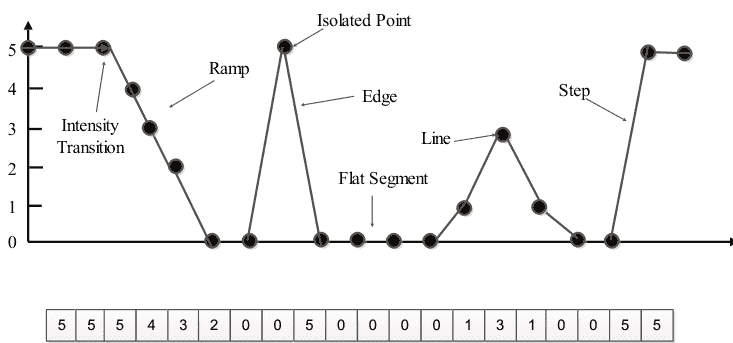 Isolated Point
5
Ramp
4
Edge
Step
3
Intensity
Transition
Line
2
Flat Segment
1
0
5 5 5 4 3 2 0 0 5 0 0 0 0 1 3 1 0 0 5 5